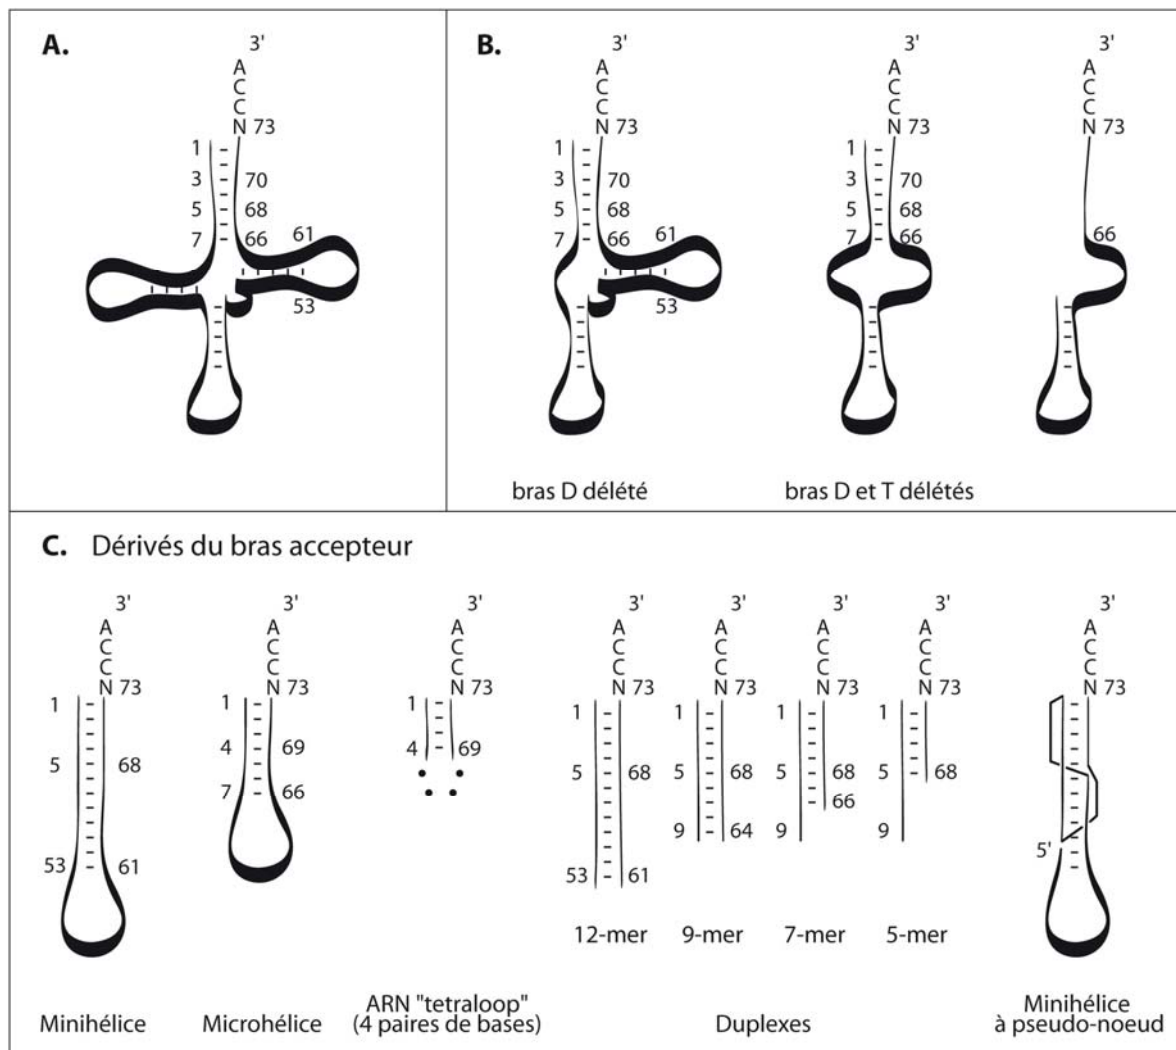 A.
3'
A
C
C
N 73
1
3 70
5 68
7 66 61
53
B.
3'
A
C
C
N 73
1
3 70
5 68
7 66 61
53
bras D délété
3'
A
C
C
N 73
1
3 70
5 68
7 66
bras D et T délétés
3'
A
C
C
N 73
66
C. Dérivés du bras accepteur
3'
A
C
C
N 73
1
5 68
53 61
Minihélice
3'
A
C
C
N 73
1
4 69
7 66
Microhélice
3'
A
C
C
N 73
1
4 69
ARN "tetraloop"
(4 paires de bases)
3'
A
C
C
N 73
1
5 68
53 61
12-mer
3'
A
C
C
N 73
1
5 68
9 64
9-mer
3'
A
C
C
N 73
1
5 68
66
9
7-mer
3'
A
C
C
N 73
1
5 68
9
5-mer
Duplexes
3'
A
C
C
N 73
5'
Minihélice
à pseudo-noeud